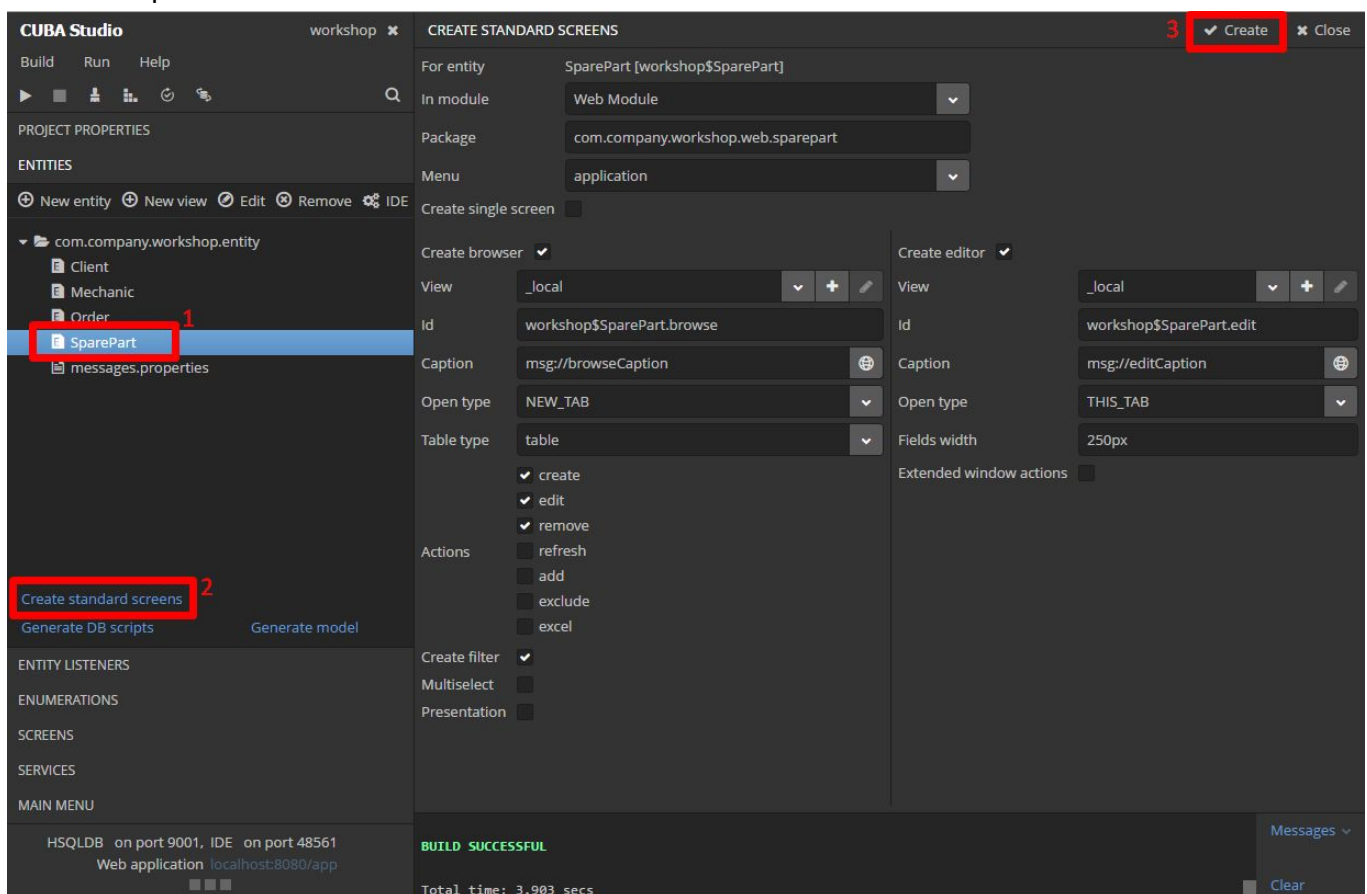 CUBA Studio
workshop ✖
Build Run Help
PROJECT PROPERTIES
ENTITIES
New entity New view Edit Remove IDE
com.company.workshop.entity
Client
Mechanic
Order
1
SparePart
messages.properties
2
Create standard screens
Generate DB scripts Generate model
ENTITY LISTENERS
ENUMERATIONS
SCREENS
SERVICES
MAIN MENU
HSQLDB on port 9001, IDE on port 48561
Web application localhost:8080/app
CREATE STANDARD SCREENS
3 ✔ Create ✖ Close
For entity SparePart [workshop$SparePart]
In module Web Module
Package com.company.workshop.web.sparepart
Menu application
Create single screen
Create browser
View _local
Id workshop$SparePart.browse
Caption msg://browseCaption
Open type NEW_TAB
Table type table
create
edit
remove
Actions refresh
add
exclude
excel
Create filter
Multiselect
Presentation
Create editor
View _local
Id workshop$SparePart.edit
Caption msg://editCaption
Open type THIS_TAB
Fields width 250px
Extended window actions
BUILD SUCCESSFUL
Total time: 3.903 secs
Messages
Clear